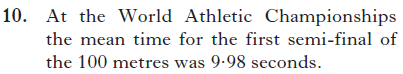 10. At the World Athletic Championships
the mean time for the first semi-final of
the 100 metres was 9·98 seconds.